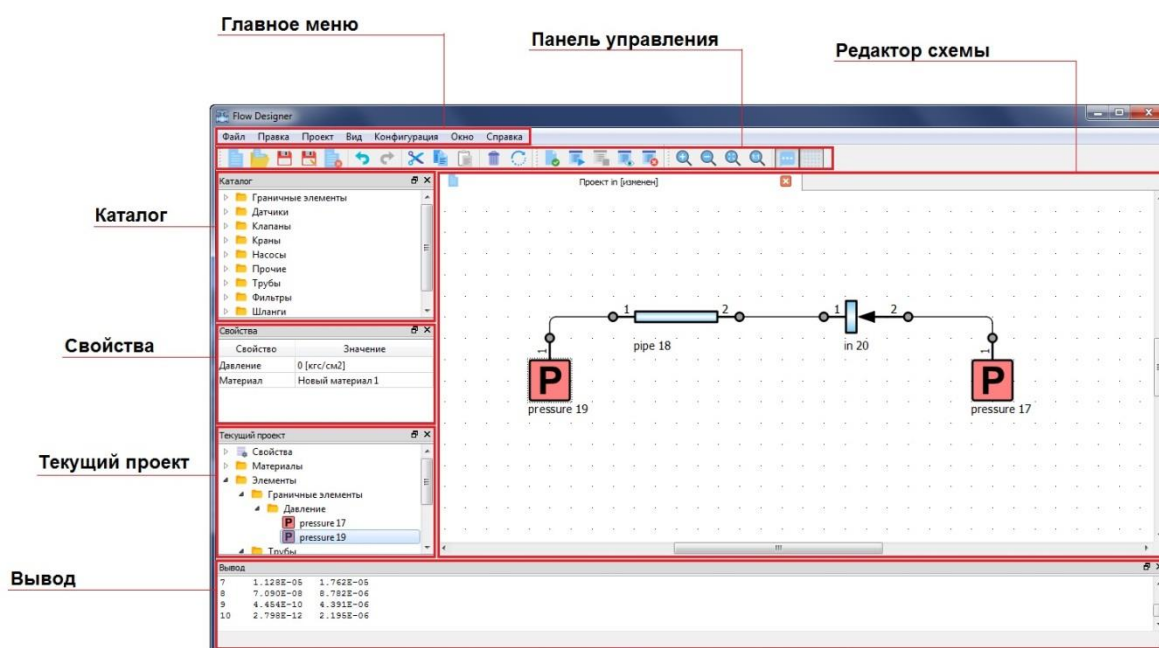 Главное меню
Панель управления
Редактор схемы
Flow Designer
Файл Правка Проект Вид Конфигурация Окно Справка
Каталог
Проект in [изменен]
Каталог
Граничные элементы
Датчики
Клапаны
Краны
Насосы
Прочие
Трубы
Фильтры
Шланги
Свойства
Свойства
Свойство Значение
Давление 0 [кгс/см2]
Материал Новый материал 1
1 2
pipe 18
1 2
in 20
1
P
pressure 19
1
P
pressure 17
Текущий проект
Текущий проект
Свойства
Материалы
Элементы
Граничные элементы
Давление
P pressure 17
P pressure 19
Трубы
Вывод
Вывод
7 1.128E-05 1.762E-05
8 7.090E-08 8.782E-06
9 4.454E-10 4.391E-06
10 2.798E-12 2.195E-06